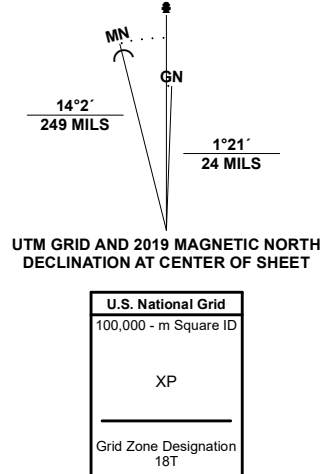 MN
GN
14°2´
249 MILS
1°21´
24 MILS
UTM GRID AND 2019 MAGNETIC NORTH
DECLINATION AT CENTER OF SHEET
U.S. National Grid
100,000 - m Square ID
XP
Grid Zone Designation
18T